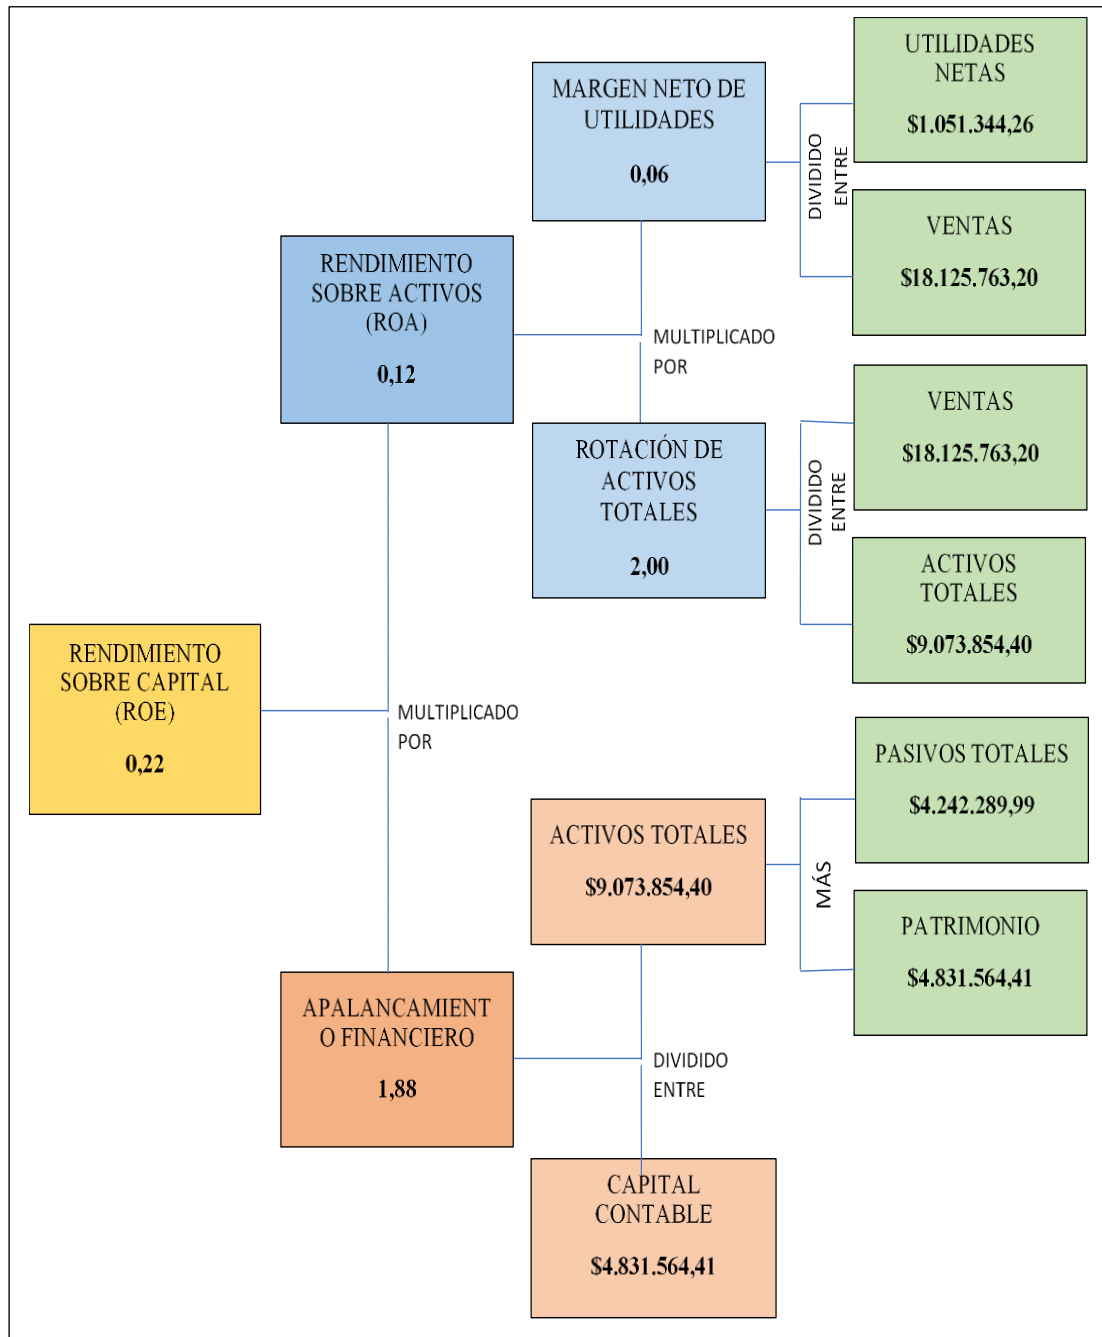 UTILIDADES
NETAS
$1.051.344,26
MARGEN NETO DE
UTILIDADES
0,06
DIVIDIDO
ENTRE
VENTAS
$18.125.763,20
RENDIMIENTO
SOBRE ACTIVOS
(ROA)
0,12
MULTIPLICADO
POR
VENTAS
$18.125.763,20
ROTACIÓN DE
ACTIVOS
TOTALES
2,00
DIVIDIDO
ENTRE
ACTIVOS
TOTALES
$9.073.854,40
RENDIMIENTO
SOBRE CAPITAL
(ROE)
0,22
MULTIPLICADO
POR
PASIVOS TOTALES
$4.242.289,99
ACTIVOS TOTALES
$9.073.854,40
MÁS
PATRIMONIO
$4.831.564,41
APALANCAMIENT
O FINANCIERO
1,88
DIVIDIDO
ENTRE
CAPITAL
CONTABLE
$4.831.564,41